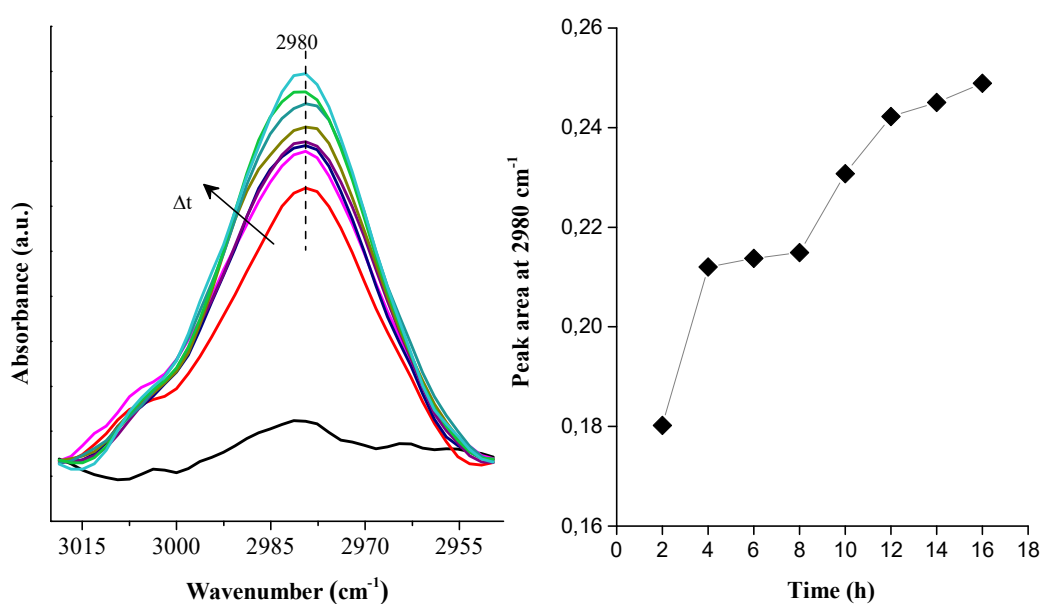 2980
Δt
Absorbance (a.u.)
3015 3000 2985 2970 2955
Wavenumber (cm-1)
0,26
0,24
0,22
0,20
0,18
0,16
0 2 4 6 8 10 12 14 16 18
Peak area at 2980 cm-1
Time (h)